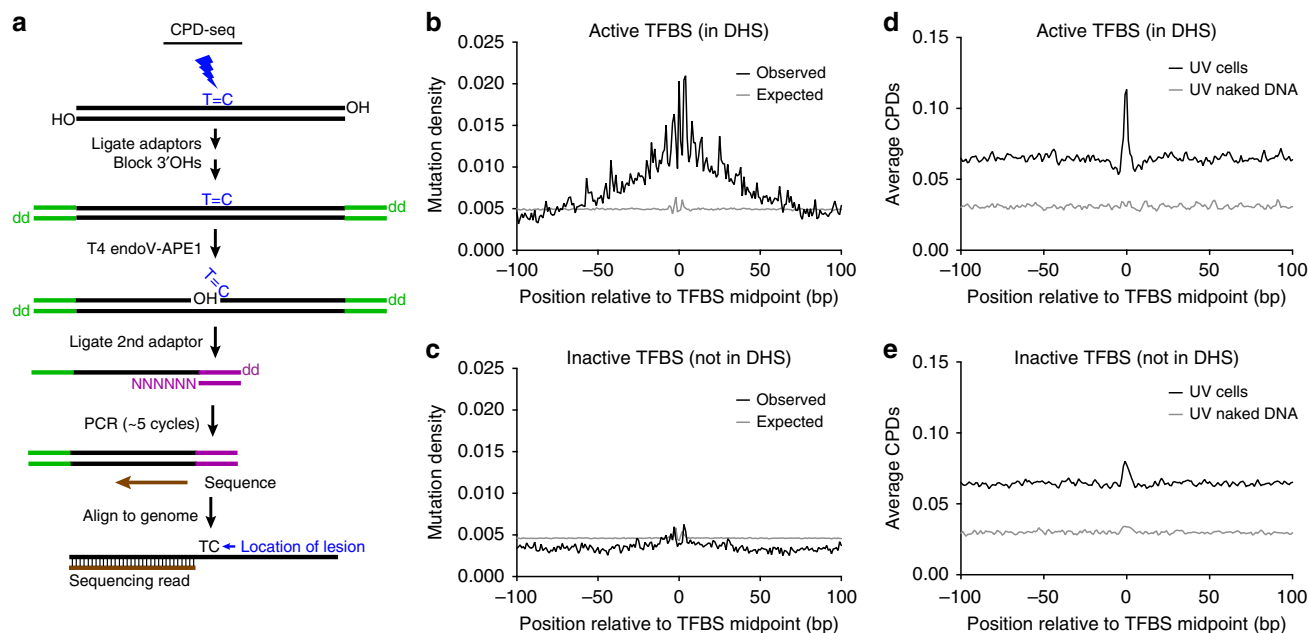 a
CPD-seq
T=C
OH
HO
Ligate adaptors
Block 3′OHs
T=C
dd
dd
T4 endoV-APE1
T=C
OH
dd
dd
Ligate 2nd adaptor
dd
NNNNNN
PCR (~5 cycles)
Sequence
Align to genome
TC
Location of lesion
Sequencing read
b
Active TFBS (in DHS)
Mutation density
0.025
0.020
0.015
0.010
0.005
0.000
Observed
Expected
−100
−50
0
50
100
Position relative to TFBS midpoint (bp)
c
Inactive TFBS (not in DHS)
Mutation density
0.025
0.020
0.015
0.010
0.005
0.000
Observed
Expected
−100
−50
0
50
100
Position relative to TFBS midpoint (bp)
d
Active TFBS (in DHS)
Average CPDs
0.15
0.10
0.05
0.00
UV cells
UV naked DNA
−100
−50
0
50
100
Position relative to TFBS midpoint (bp)
e
Inactive TFBS (not in DHS)
Average CPDs
0.15
0.10
0.05
0.00
UV cells
UV naked DNA
−100
−50
0
50
100
Position relative to TFBS midpoint (bp)